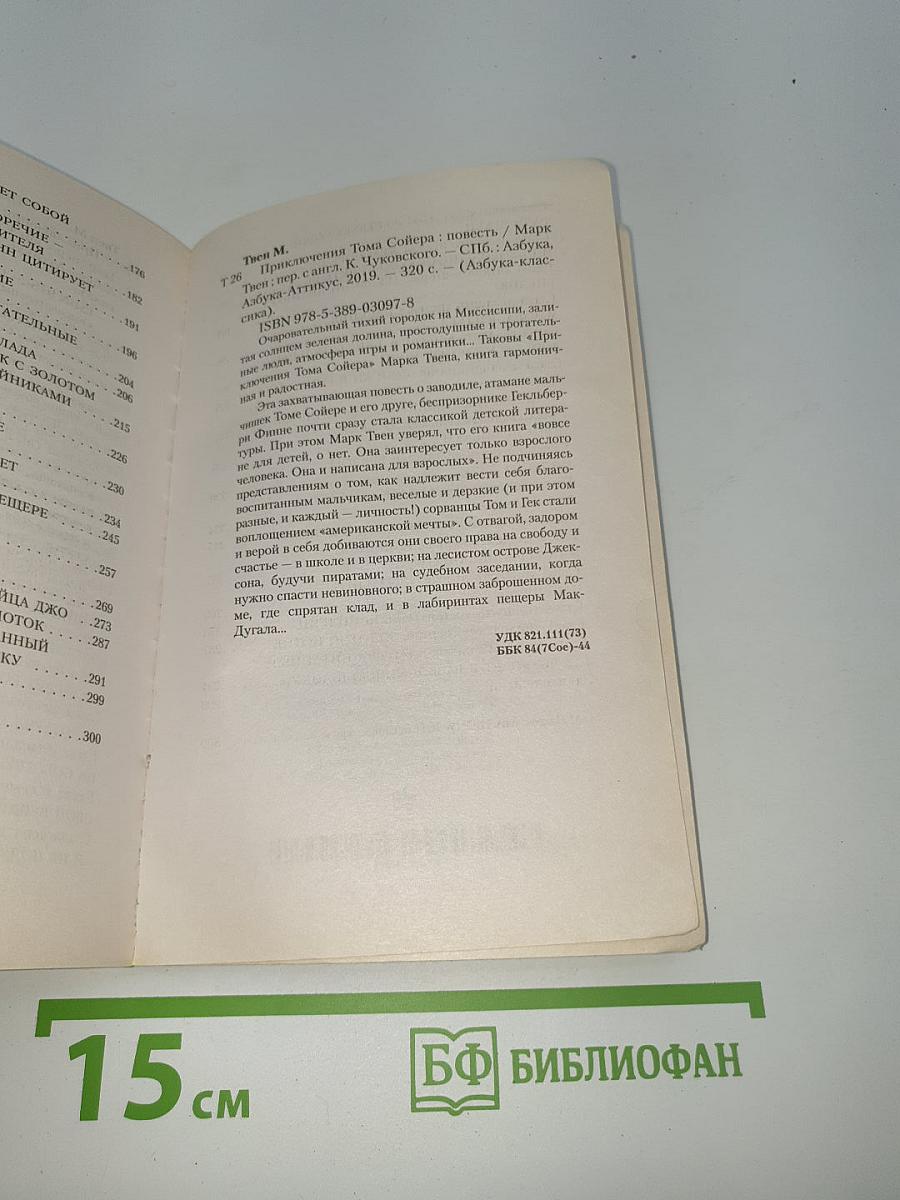 ЕТ СОБОЙ
ОРЕЧИЕ –
ИТЕЛЯ . . . . . . . 176
НН ЦИТИРУЕТ
. . . . . . . 182
ИЕ
. . . . . . . 191
ГАТЕЛЬНЫЕ
. . . . . . . 196
ЛАДА . . . . . . . 204
К С ЗОЛОТОМ . 206
ЙНИКАМИ
. . . . . . . 215
Е
. . . . . . . 226
ЕТ
. . . . . . . 230
. . . . . . . 234
ЕЩЕРЕ . . . 245
. . . . . . . 257
. . . . . . . 269
ЙЦА ДЖО . 273
ЮТОК . . . . . 287
АННЫЙ
КУ . . . . . . 291
. . . . . . . 299
. . . . . . . 300
Твен М.
Т 26 Приключения Тома Сойера : повесть / Марк
Твен ; пер. с англ. К. Чуковского. — СПб. : Азбука,
Азбука-Аттикус, 2019. — 320 с. — (Азбука-клас-
сика).
ISBN 978-5-389-03097-8
Очаровательный тихий городок на Миссисипи, зали-
тая солнцем зеленая долина, простодушные и трогатель-
ные люди, атмосфера игры и романтики... Таковы «При-
ключения Тома Сойера» Марка Твена, книга гармонич-
ная и радостная.
Эта захватывающая повесть о заводиле, атамане маль-
чишек Томе Сойере и его друге, беспризорнике Гекльбер-
ри Финне почти сразу стала классикой детской литера-
туры. При этом Марк Твен уверял, что его книга «вовсе
не для детей, о нет. Она заинтересует только взрослого
человека. Она и написана для взрослых». Не подчиняясь
представлениям о том, как надлежит вести себя благо-
воспитанным мальчикам, веселые и дерзкие (и при этом
разные, и каждый — личность!) сорванцы Том и Гек стали
воплощением «американской мечты». С отвагой, задором
и верой в себя добиваются они своего права на свободу и
счастье — в школе и в церкви; на лесистом острове Джек-
сона, будучи пиратами; на судебном заседании, когда
нужно спасти невиновного; в страшном заброшенном до-
ме, где спрятан клад, и в лабиринтах пещеры Мак-
Дугала...
УДК 821.111(73)
ББК 84(7Сое)-44
15 см
БФ БИБЛИОФАН